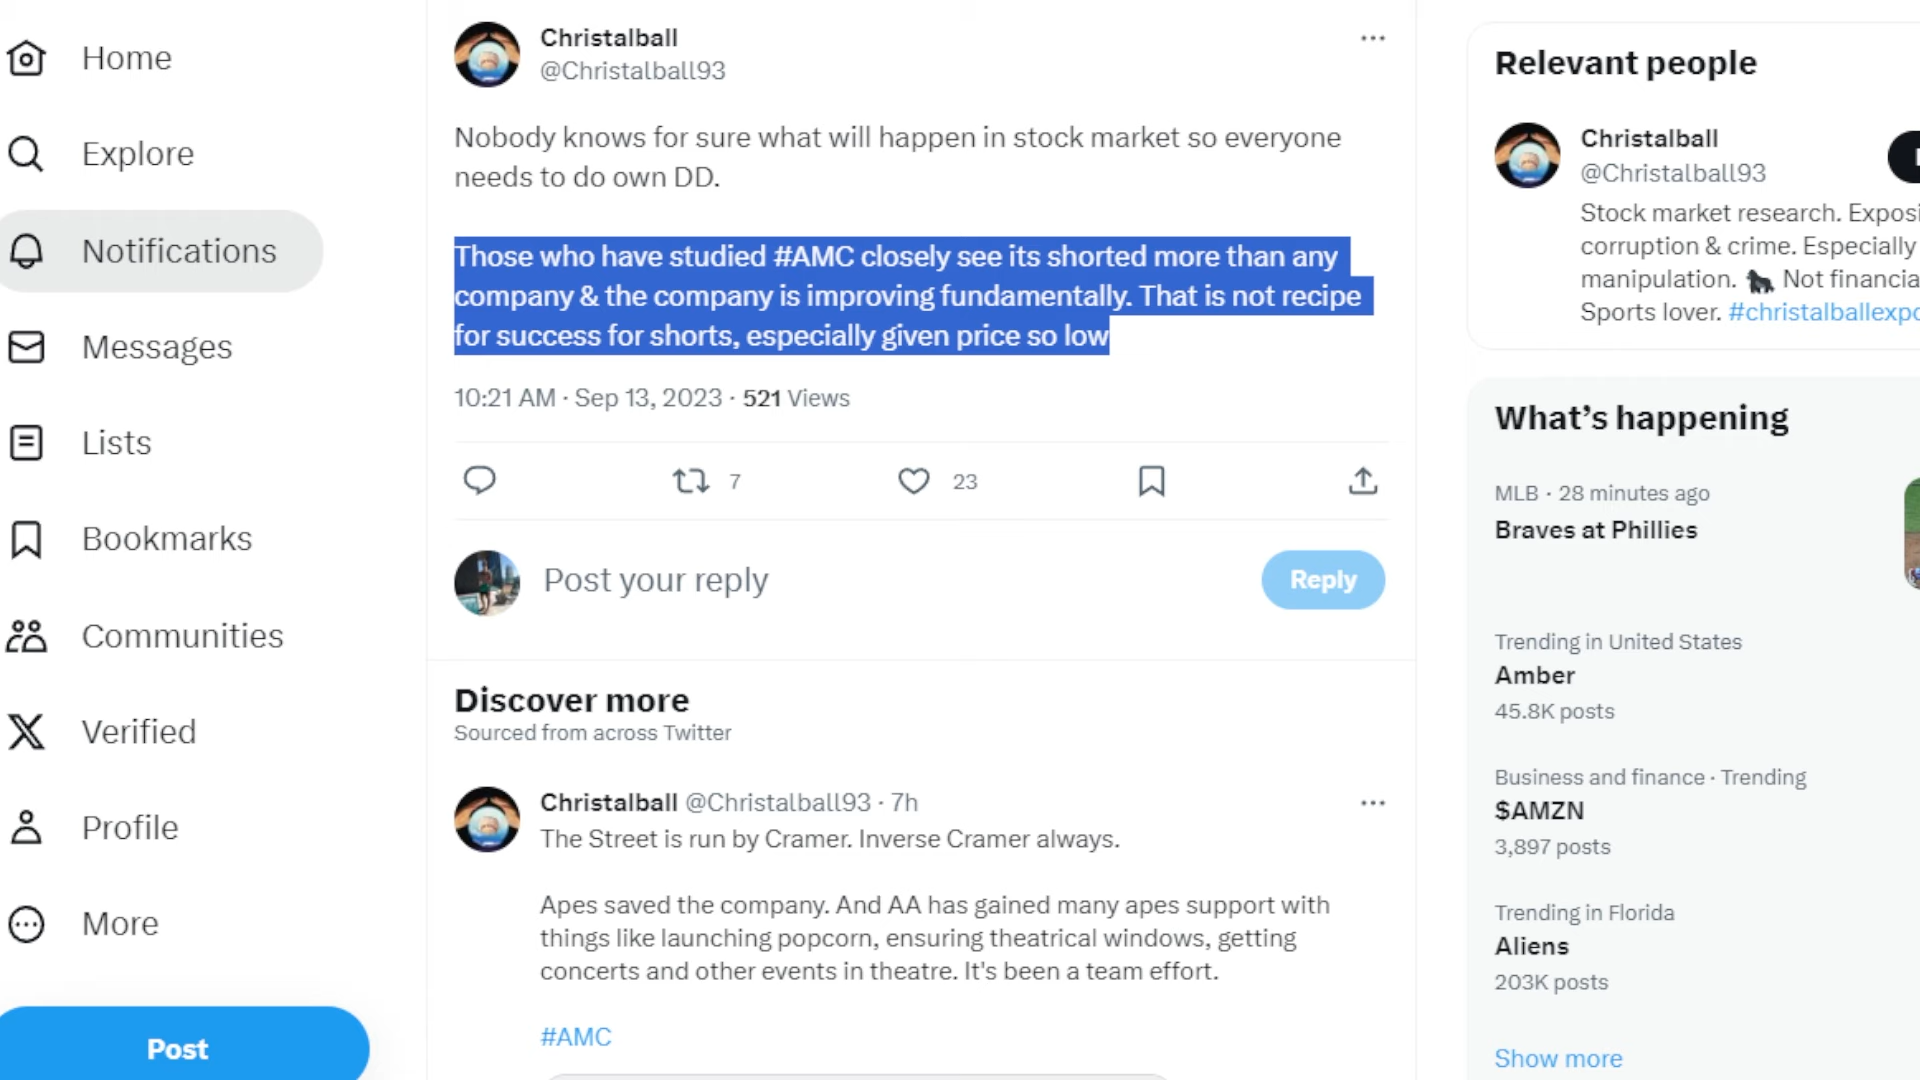 Home
Explore
Notifications
Messages
Lists
Bookmarks
Communities
Verified
Profile
More
Post
Christalball
@Christalball93
Nobody knows for sure what will happen in stock market so everyone
needs to do own DD.
Those who have studied #AMC closely see its shorted more than any
company & the company is improving fundamentally. That is not recipe
for success for shorts, especially given price so low
10:21 AM · Sep 13, 2023 · 521 Views
7
23
Post your reply
Reply
Discover more
Sourced from across Twitter
Christalball @Christalball93 · 7h
The Street is run by Cramer. Inverse Cramer always.
Apes saved the company. And AA has gained many apes support with
things like launching popcorn, ensuring theatrical windows, getting
concerts and other events in theatre. It's been a team effort.
#AMC
Relevant people
Christalball
@Christalball93
Stock market research.
corruption & crime. Especially
manipulation. Not
Sports lover.
What's happening
MLB · 28 minutes ago
Braves at Phillies
Trending in United States
Amber
45.8K posts
Business and finance · Trending
$AMZN
3,897 posts
Trending in Florida
Aliens
203K posts
Show more